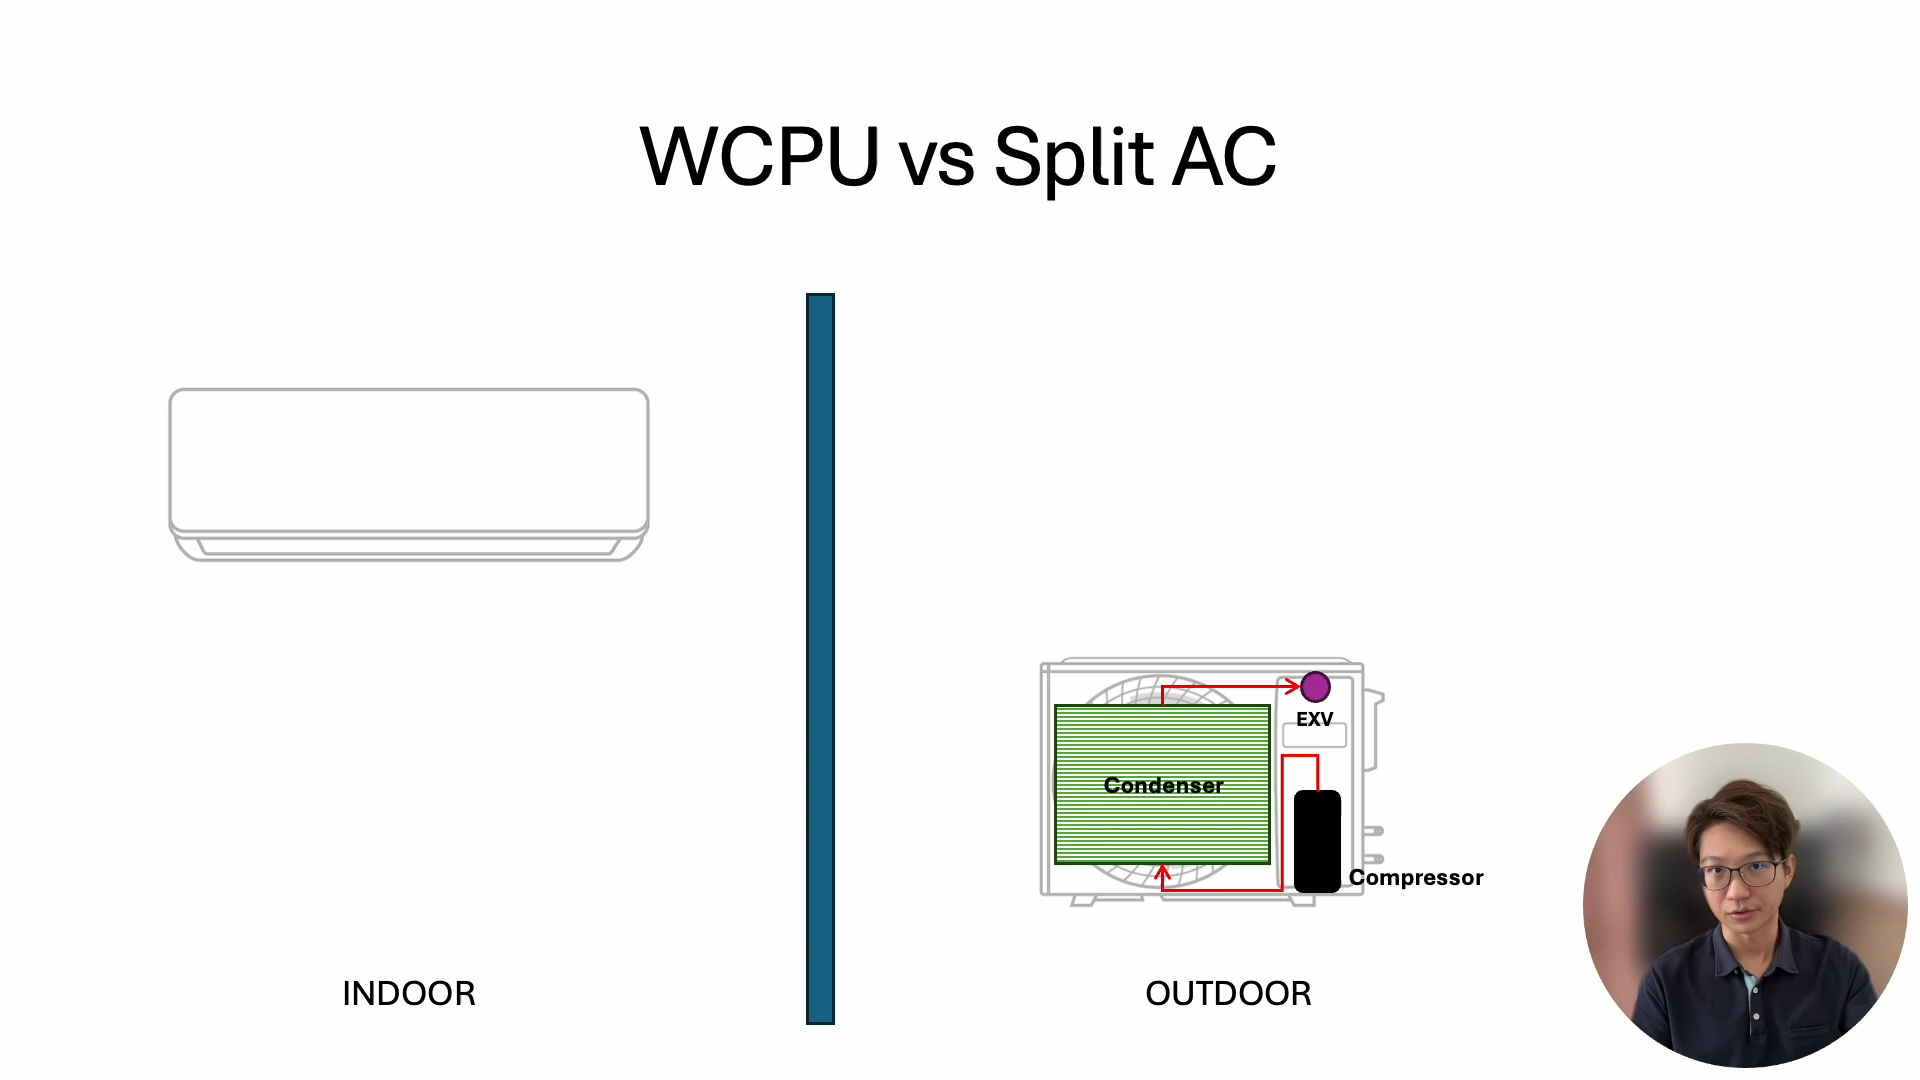 WCPU vs Split AC
EXV
Condenser
Compressor
INDOOR
OUTDOOR